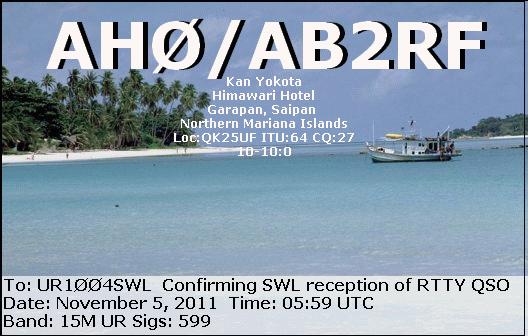 AHØ/AB2RF
Kan Yokota
Himawari Hotel
Garapan, Saipan
Northern Mariana Islands
Loc:QK25UF ITU:64 CQ:27
10-10:0
To: UR1ØØ4SWL  Confirming SWL reception of RTTY QSO
Date: November 5, 2011  Time: 05:59 UTC
Band: 15M UR Sigs: 599